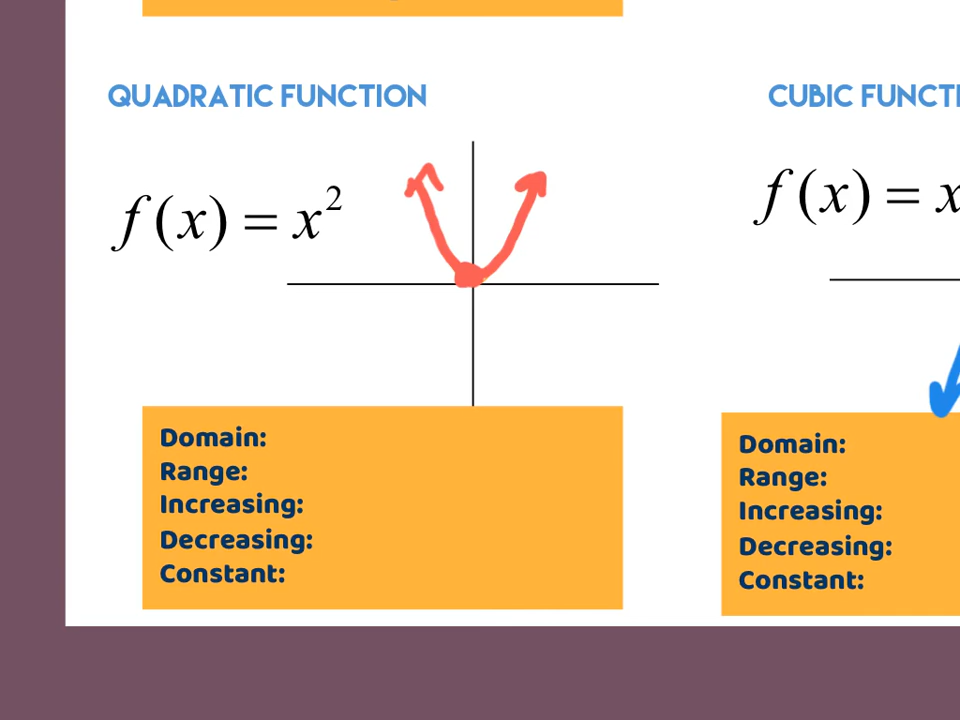 QUADRATIC FUNCTION
f(x) = x²
Domain:
Range:
Increasing:
Decreasing:
Constant:
CUBIC FUNCTI
f(x) = x
Domain:
Range:
Increasing:
Decreasing:
Constant: